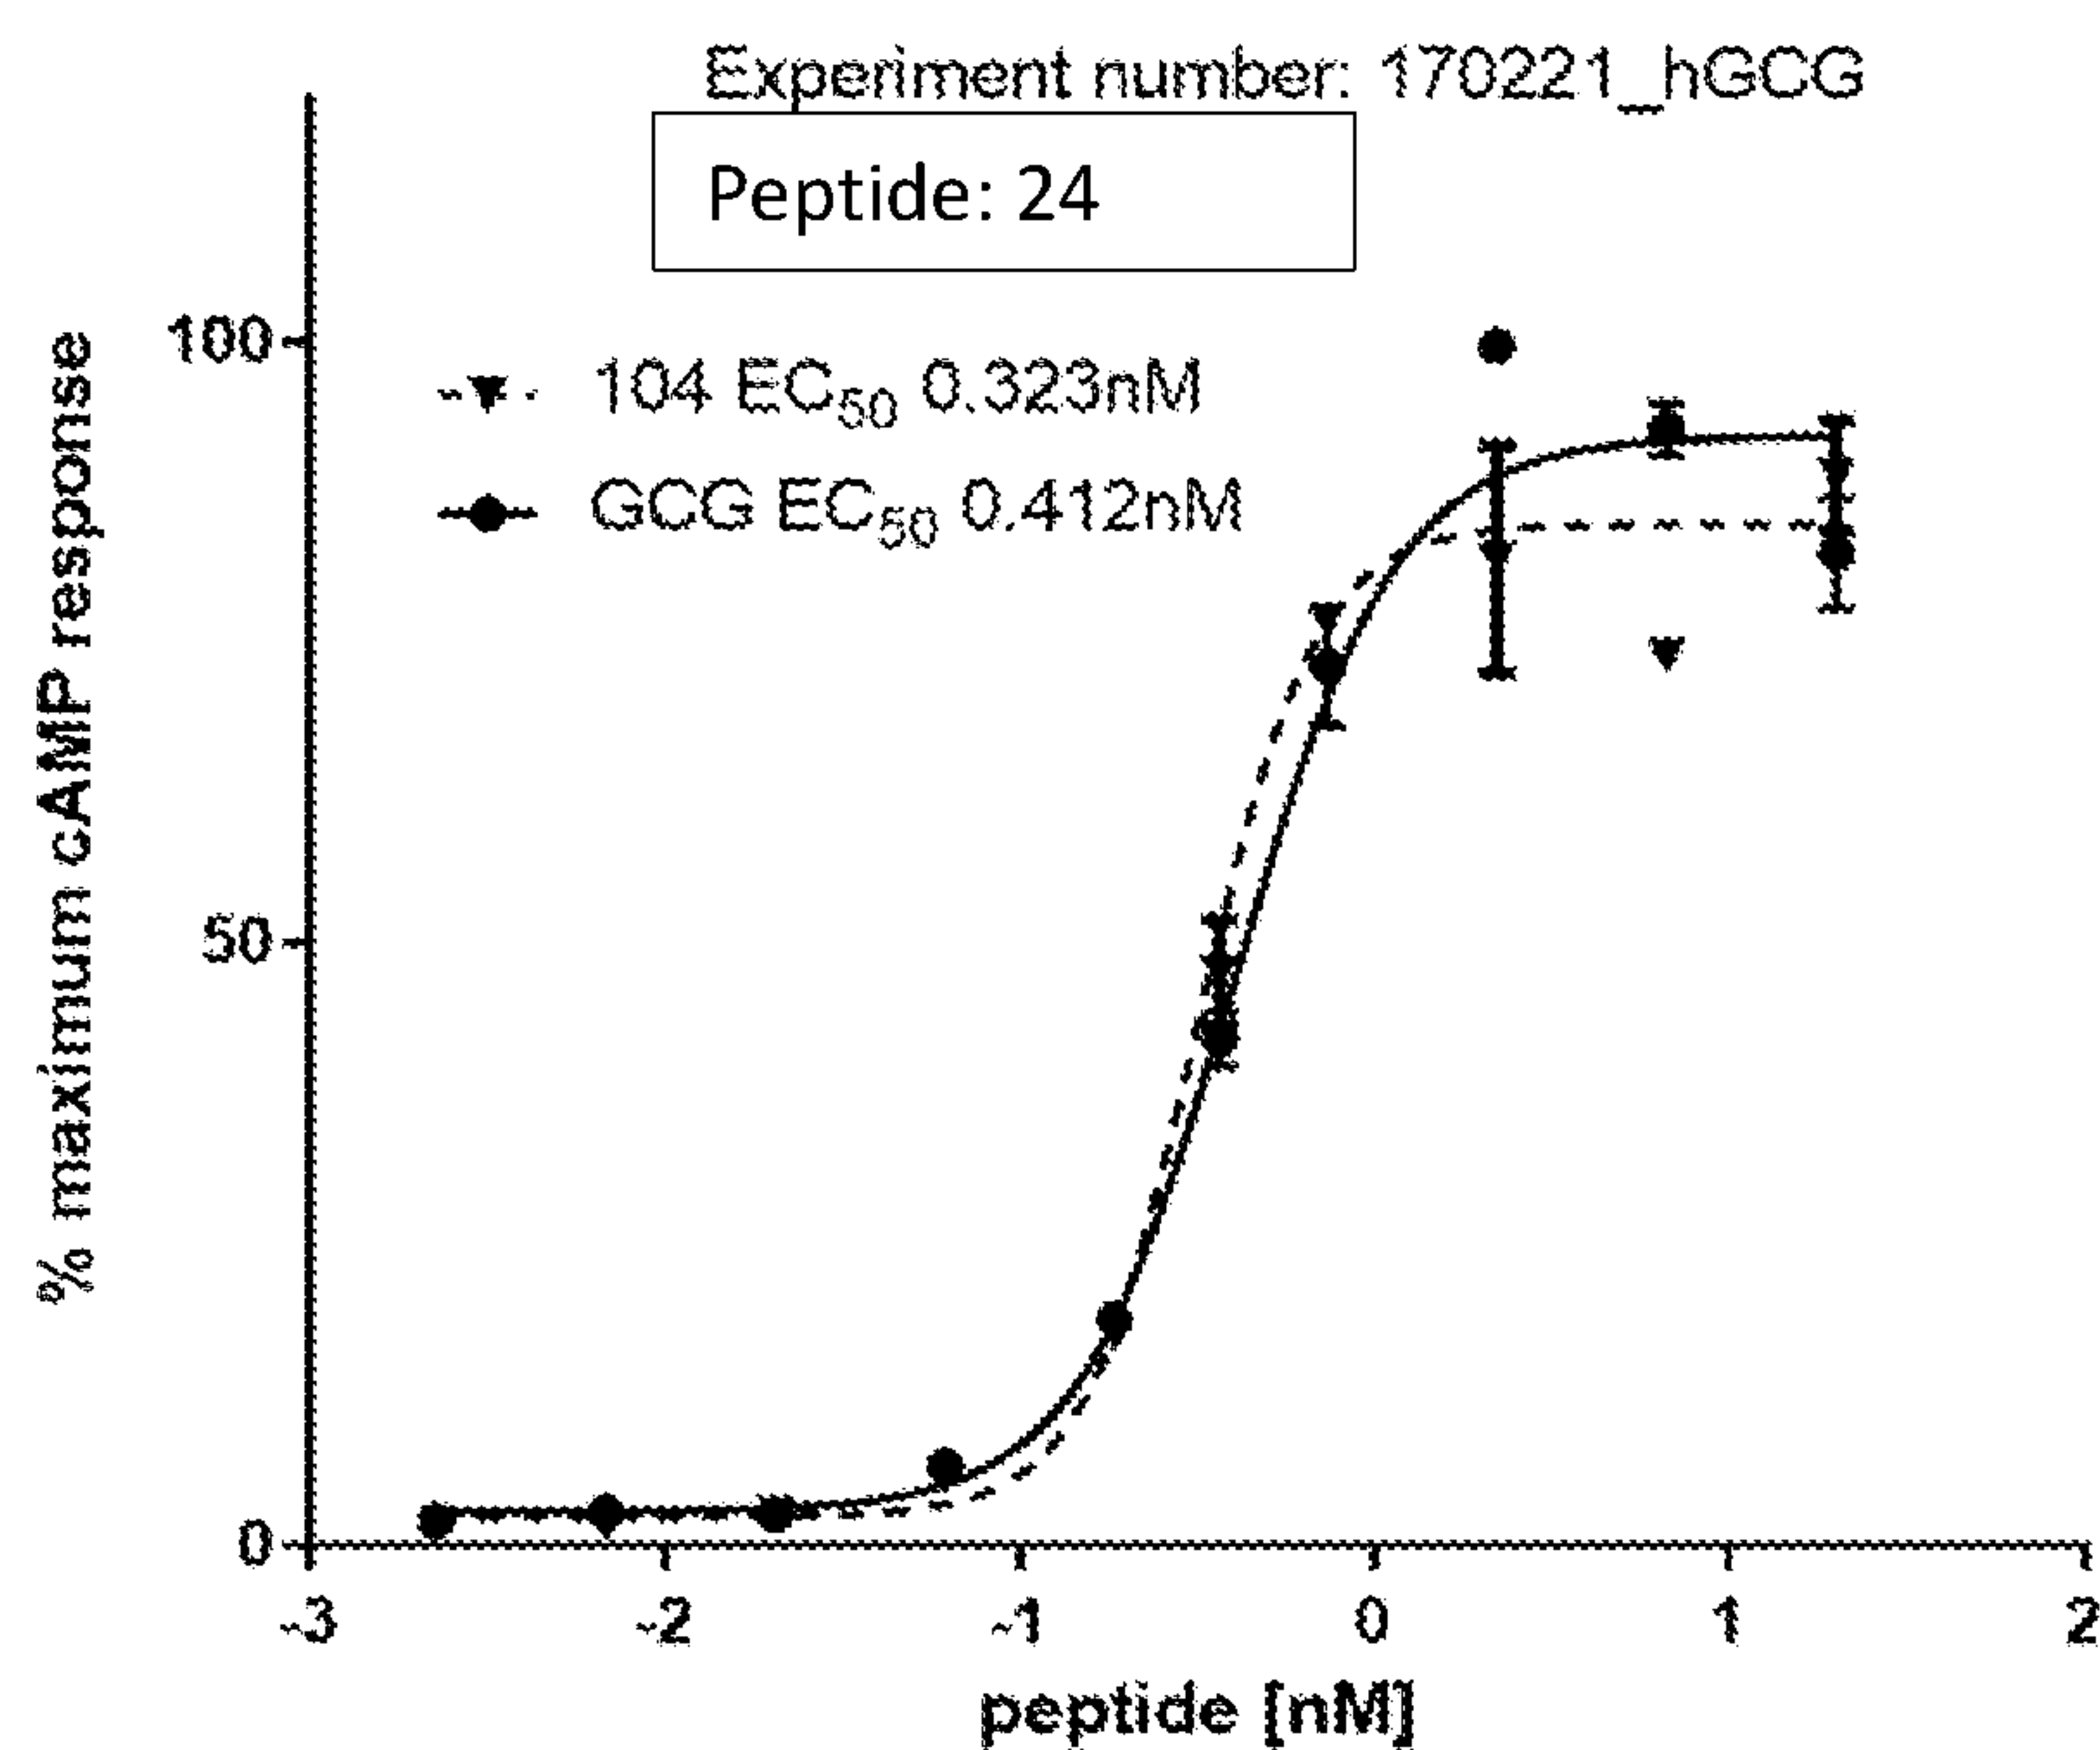 Experiment number: 170221_hGCG
Peptide: 24
104 EC50 0.323nM
GCG EC50 0.412nM
% maximum cAMP response
100
50
0
-3 -2 -1 0 1 2
peptide [nM]